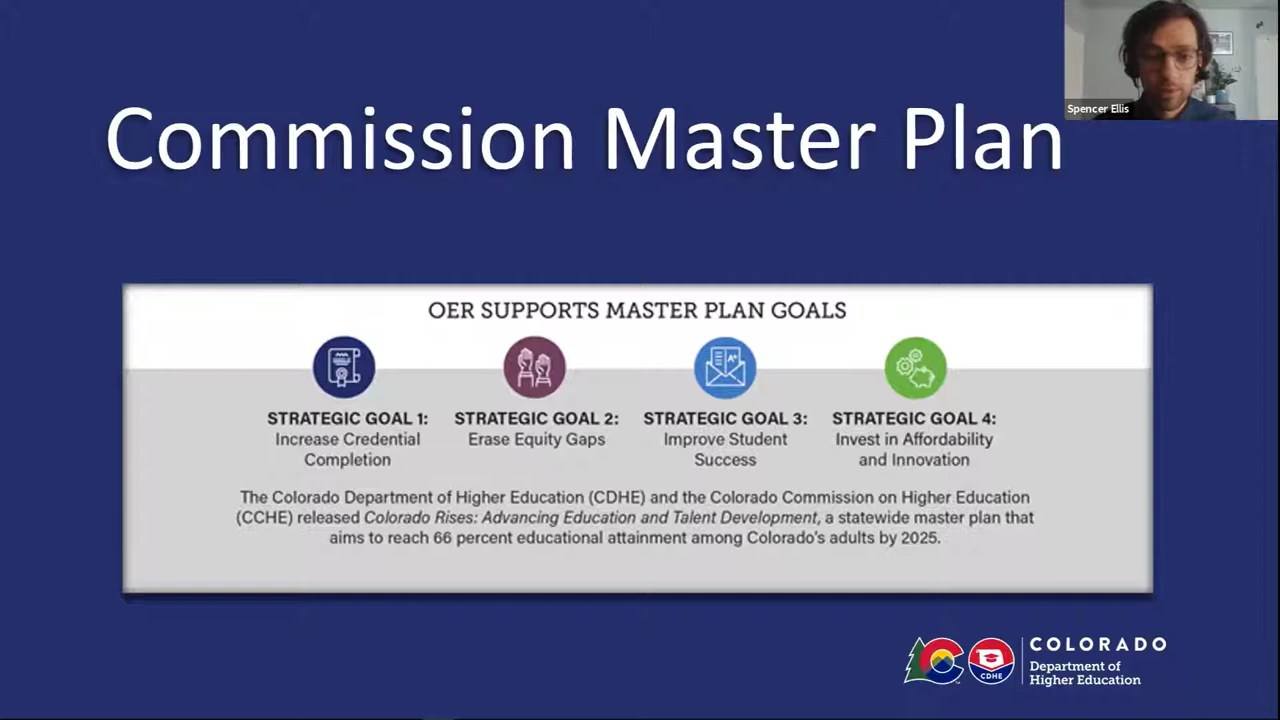 Spencer Ellis
Commission Master Plan
OER SUPPORTS MASTER PLAN GOALS
A+
STRATEGIC GOAL 1:
Increase Credential
Completion
STRATEGIC GOAL 2:
Erase Equity Gaps
STRATEGIC GOAL 3:
Improve Student
Success
STRATEGIC GOAL 4:
Invest in Affordability
and Innovation
The Colorado Department of Higher Education (CDHE) and the Colorado Commission on Higher Education
(CCHE) released Colorado Rises: Advancing Education and Talent Development, a statewide master plan that
aims to reach 66 percent educational attainment among Colorado's adults by 2025.
CDHE
COLORADO
Department of
Higher Education